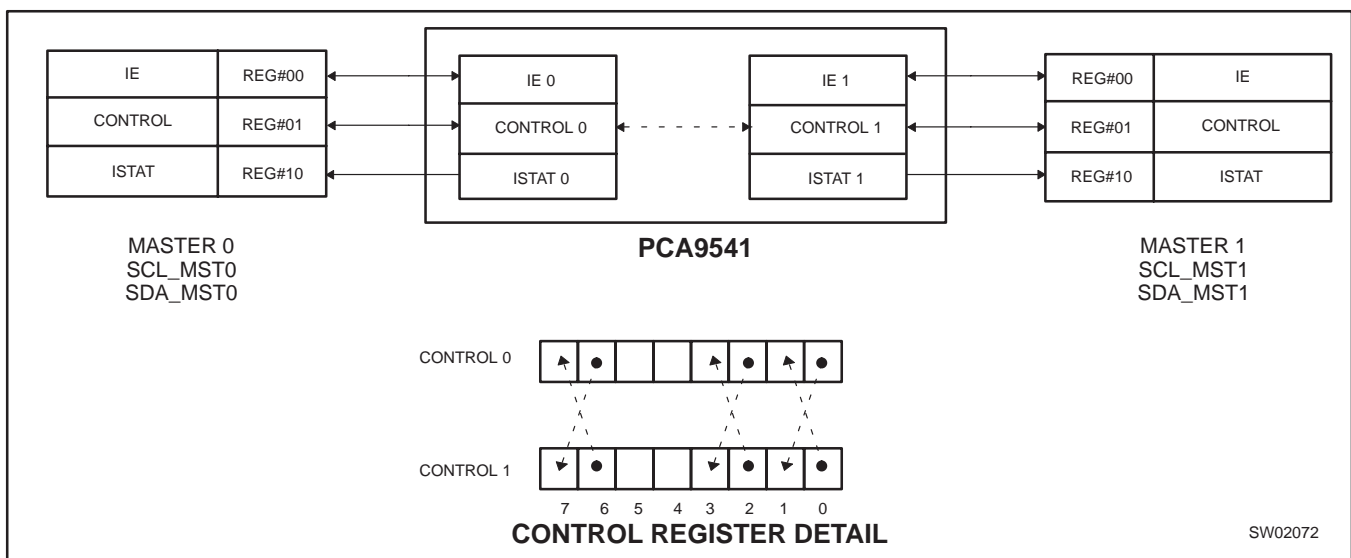 IE REG#00 IE 0 IE 1 REG#00 IE
CONTROL REG#01 CONTROL 0 CONTROL 1 REG#01 CONTROL
ISTAT REG#10 ISTAT 0 ISTAT 1 REG#10 ISTAT
PCA9541
MASTER 0
SCL_MST0
SDA_MST0
MASTER 1
SCL_MST1
SDA_MST1
CONTROL 0
CONTROL 1
7 6 5 4 3 2 1 0
CONTROL REGISTER DETAIL
SW02072